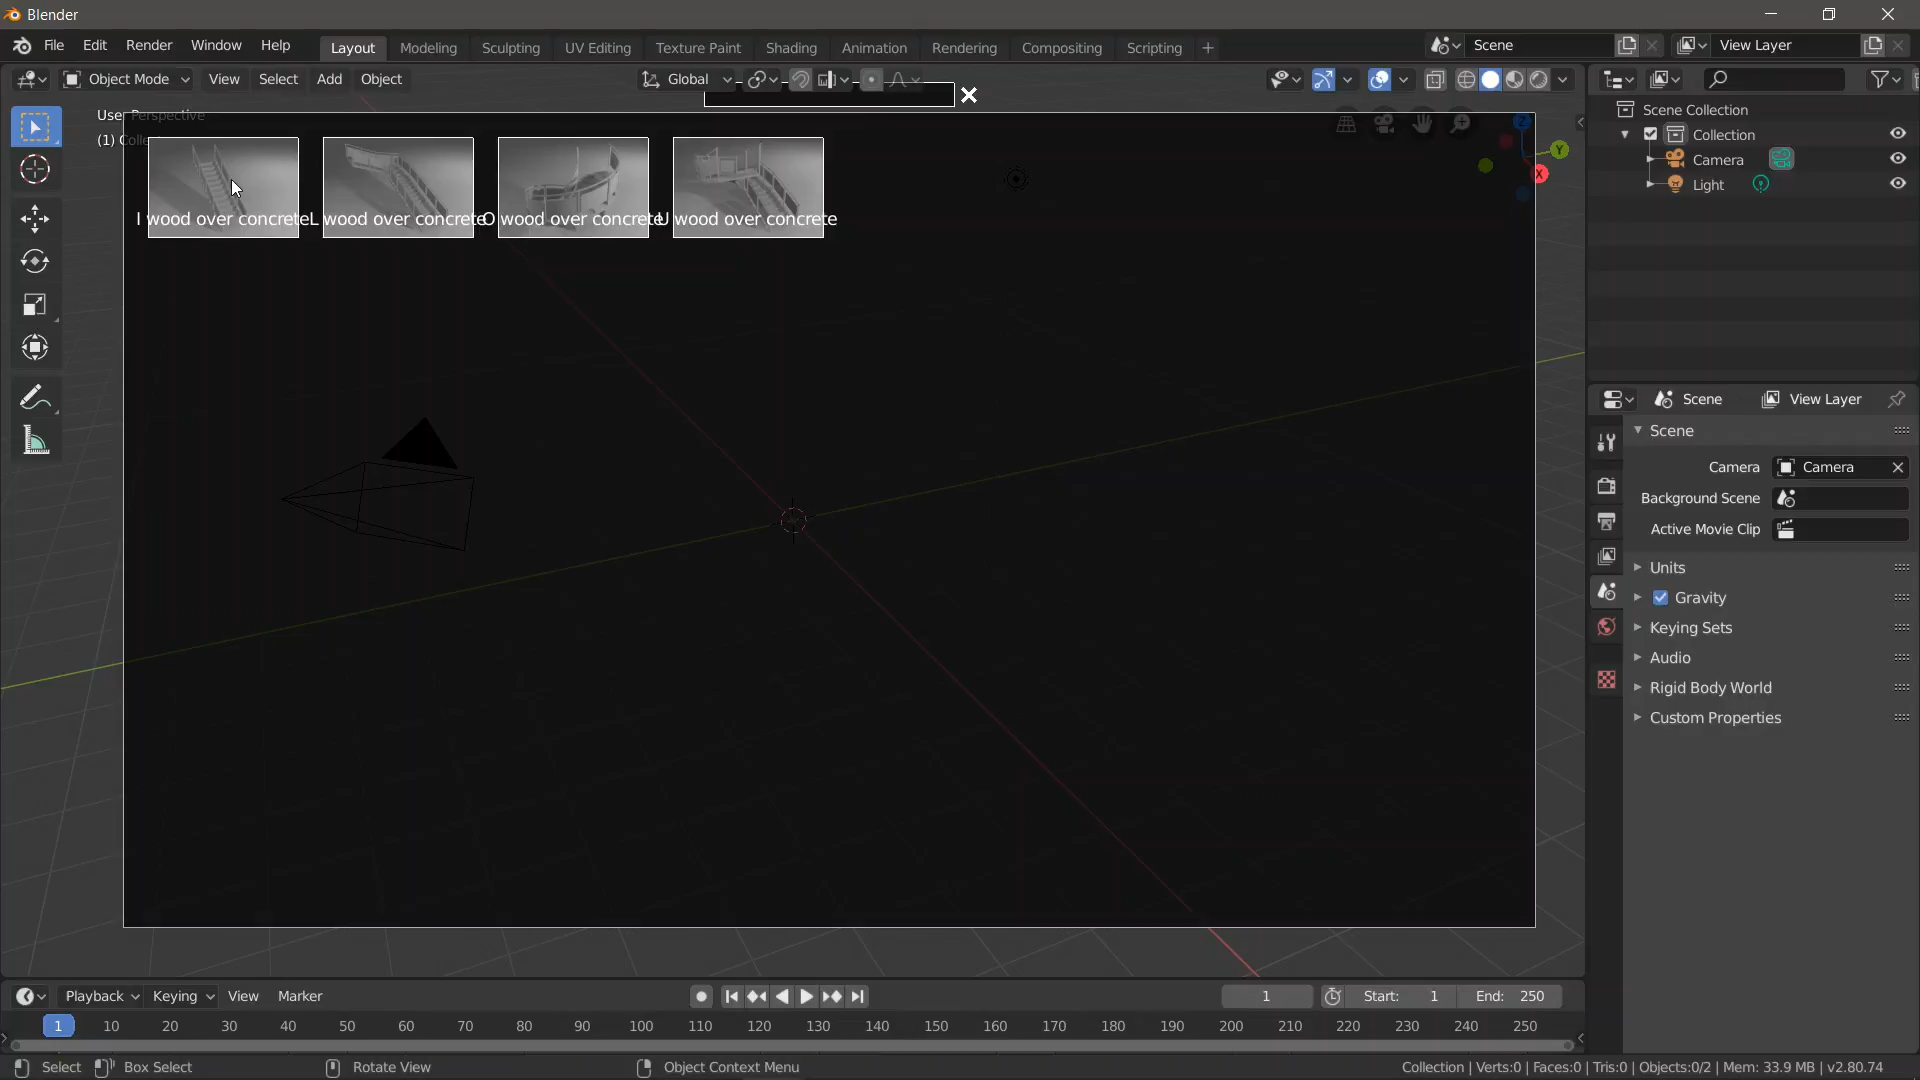 Blender
File Edit Render Window Help Layout Modeling Sculpting UV Editing Texture Paint Shading Animation Rendering Compositing Scripting + Scene View Layer
Object Mode View Select Add Object Global
(1)
I wood over concrete L wood over concrete O wood over concrete U wood over concrete
Y
X
Scene Collection
Collection
Camera
Light
Scene View Layer
Scene
Camera Camera
Background Scene
Active Movie Clip
Units
Gravity
Keying Sets
Audio
Rigid Body World
Custom Properties
Playback Keying View Marker 1 Start: 1 End: 250
1 10 20 30 40 50 60 70 80 90 100 110 120 130 140 150 160 170 180 190 200 210 220 230 240 250
Select Box Select Rotate View Object Context Menu Collection | Verts:0 | Faces:0 | Tris:0 | Objects:0/2 | Mem: 33.9 MB | v2.80.74